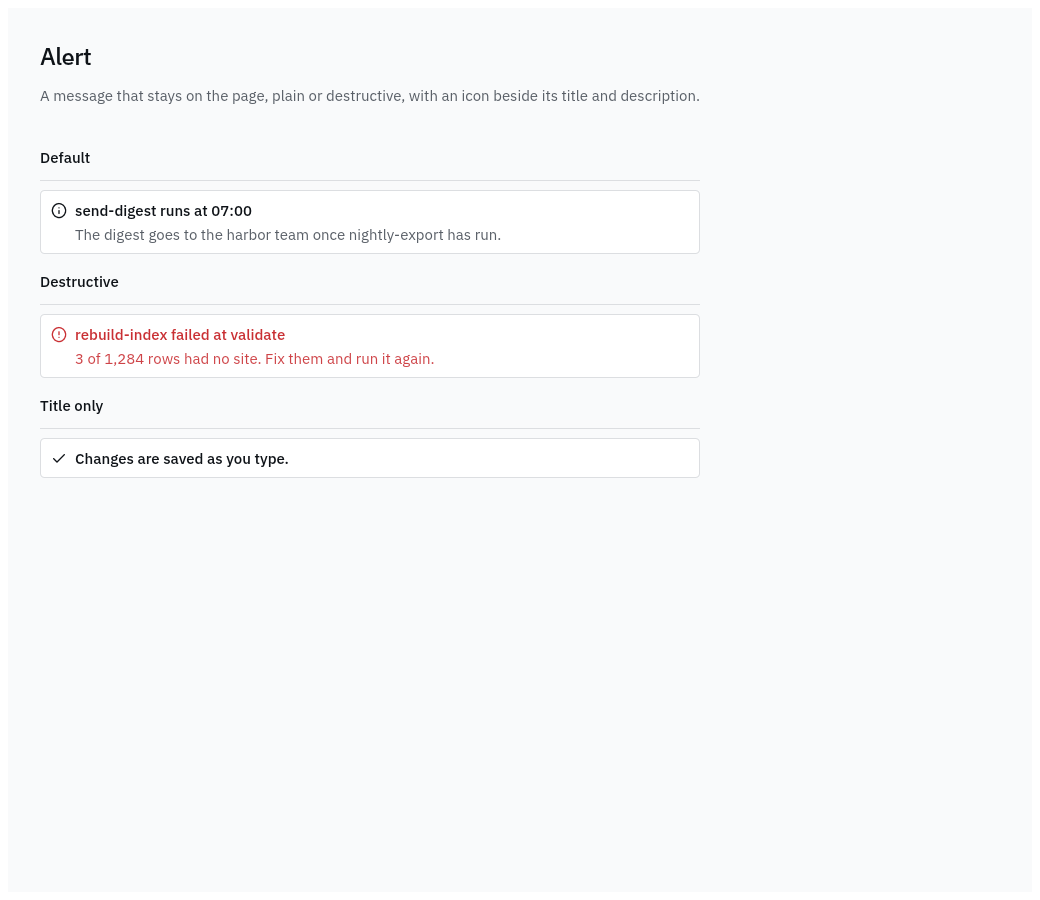 Alert
A message that stays on the page, plain or destructive, with an icon beside its title and description.
Default
send-digest runs at 07:00
The digest goes to the harbor team once nightly-export has run.
Destructive
rebuild-index failed at validate
3 of 1,284 rows had no site. Fix them and run it again.
Title only
Changes are saved as you type.